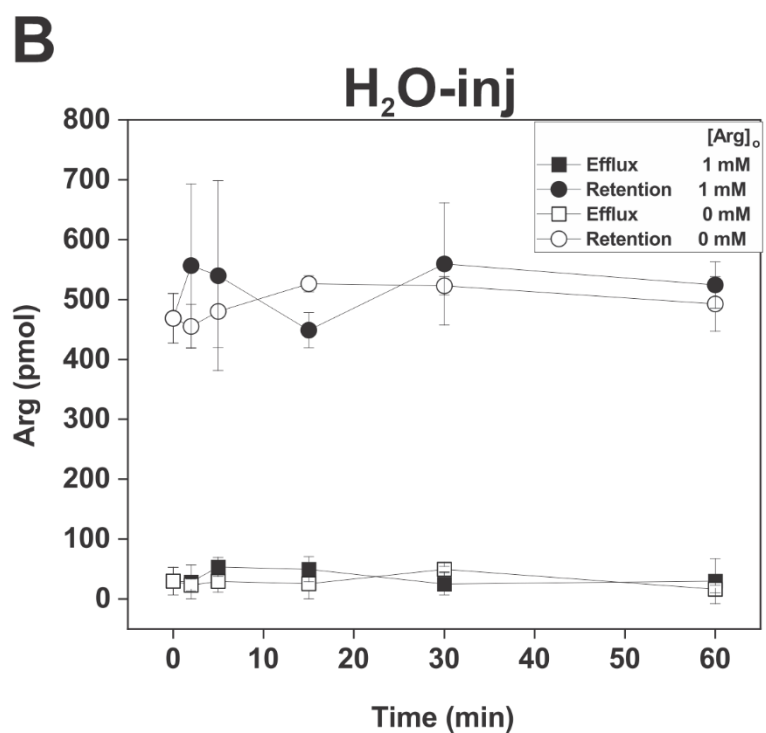 B
H₂O-inj
[Arg]ₒ
Efflux 1 mM
Retention 1 mM
Efflux 0 mM
Retention 0 mM
800
700
600
500
400
300
200
100
0
Arg (pmol)
0 10 20 30 40 50 60
Time (min)